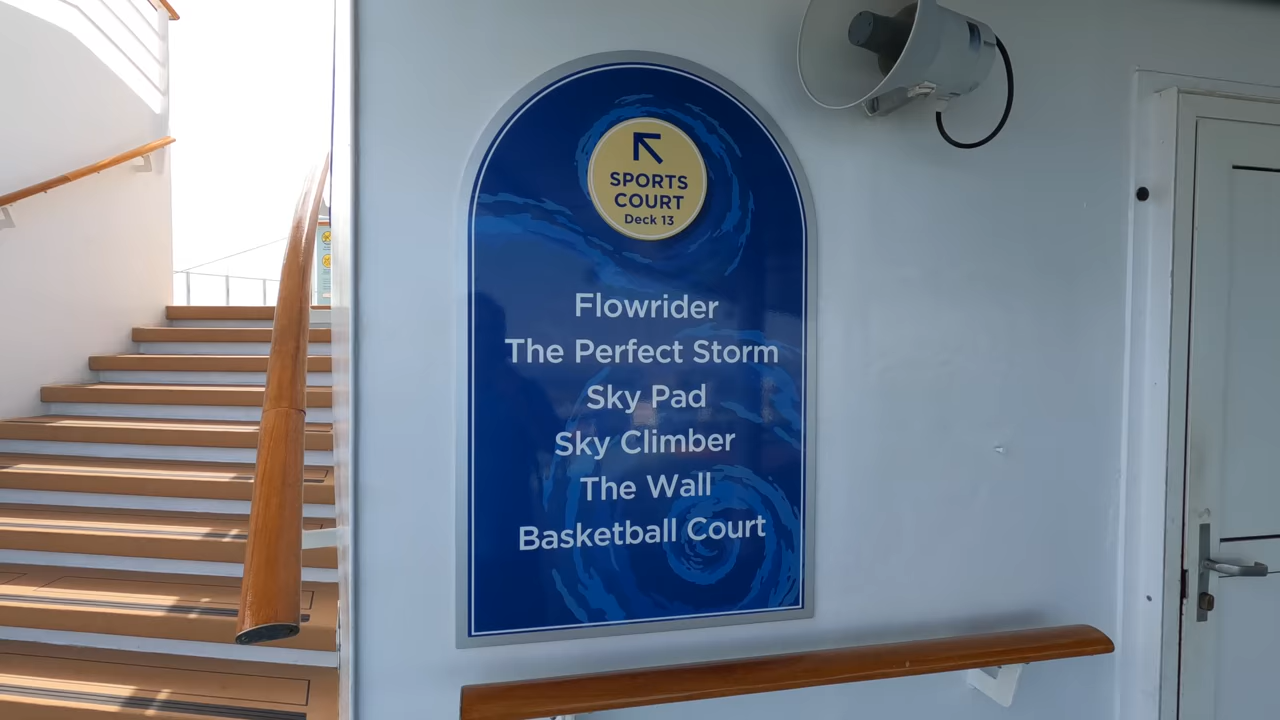 SPORTS
COURT
Deck 13
Flowrider
The Perfect Storm
Sky Pad
Sky Climber
The Wall
Basketball Court